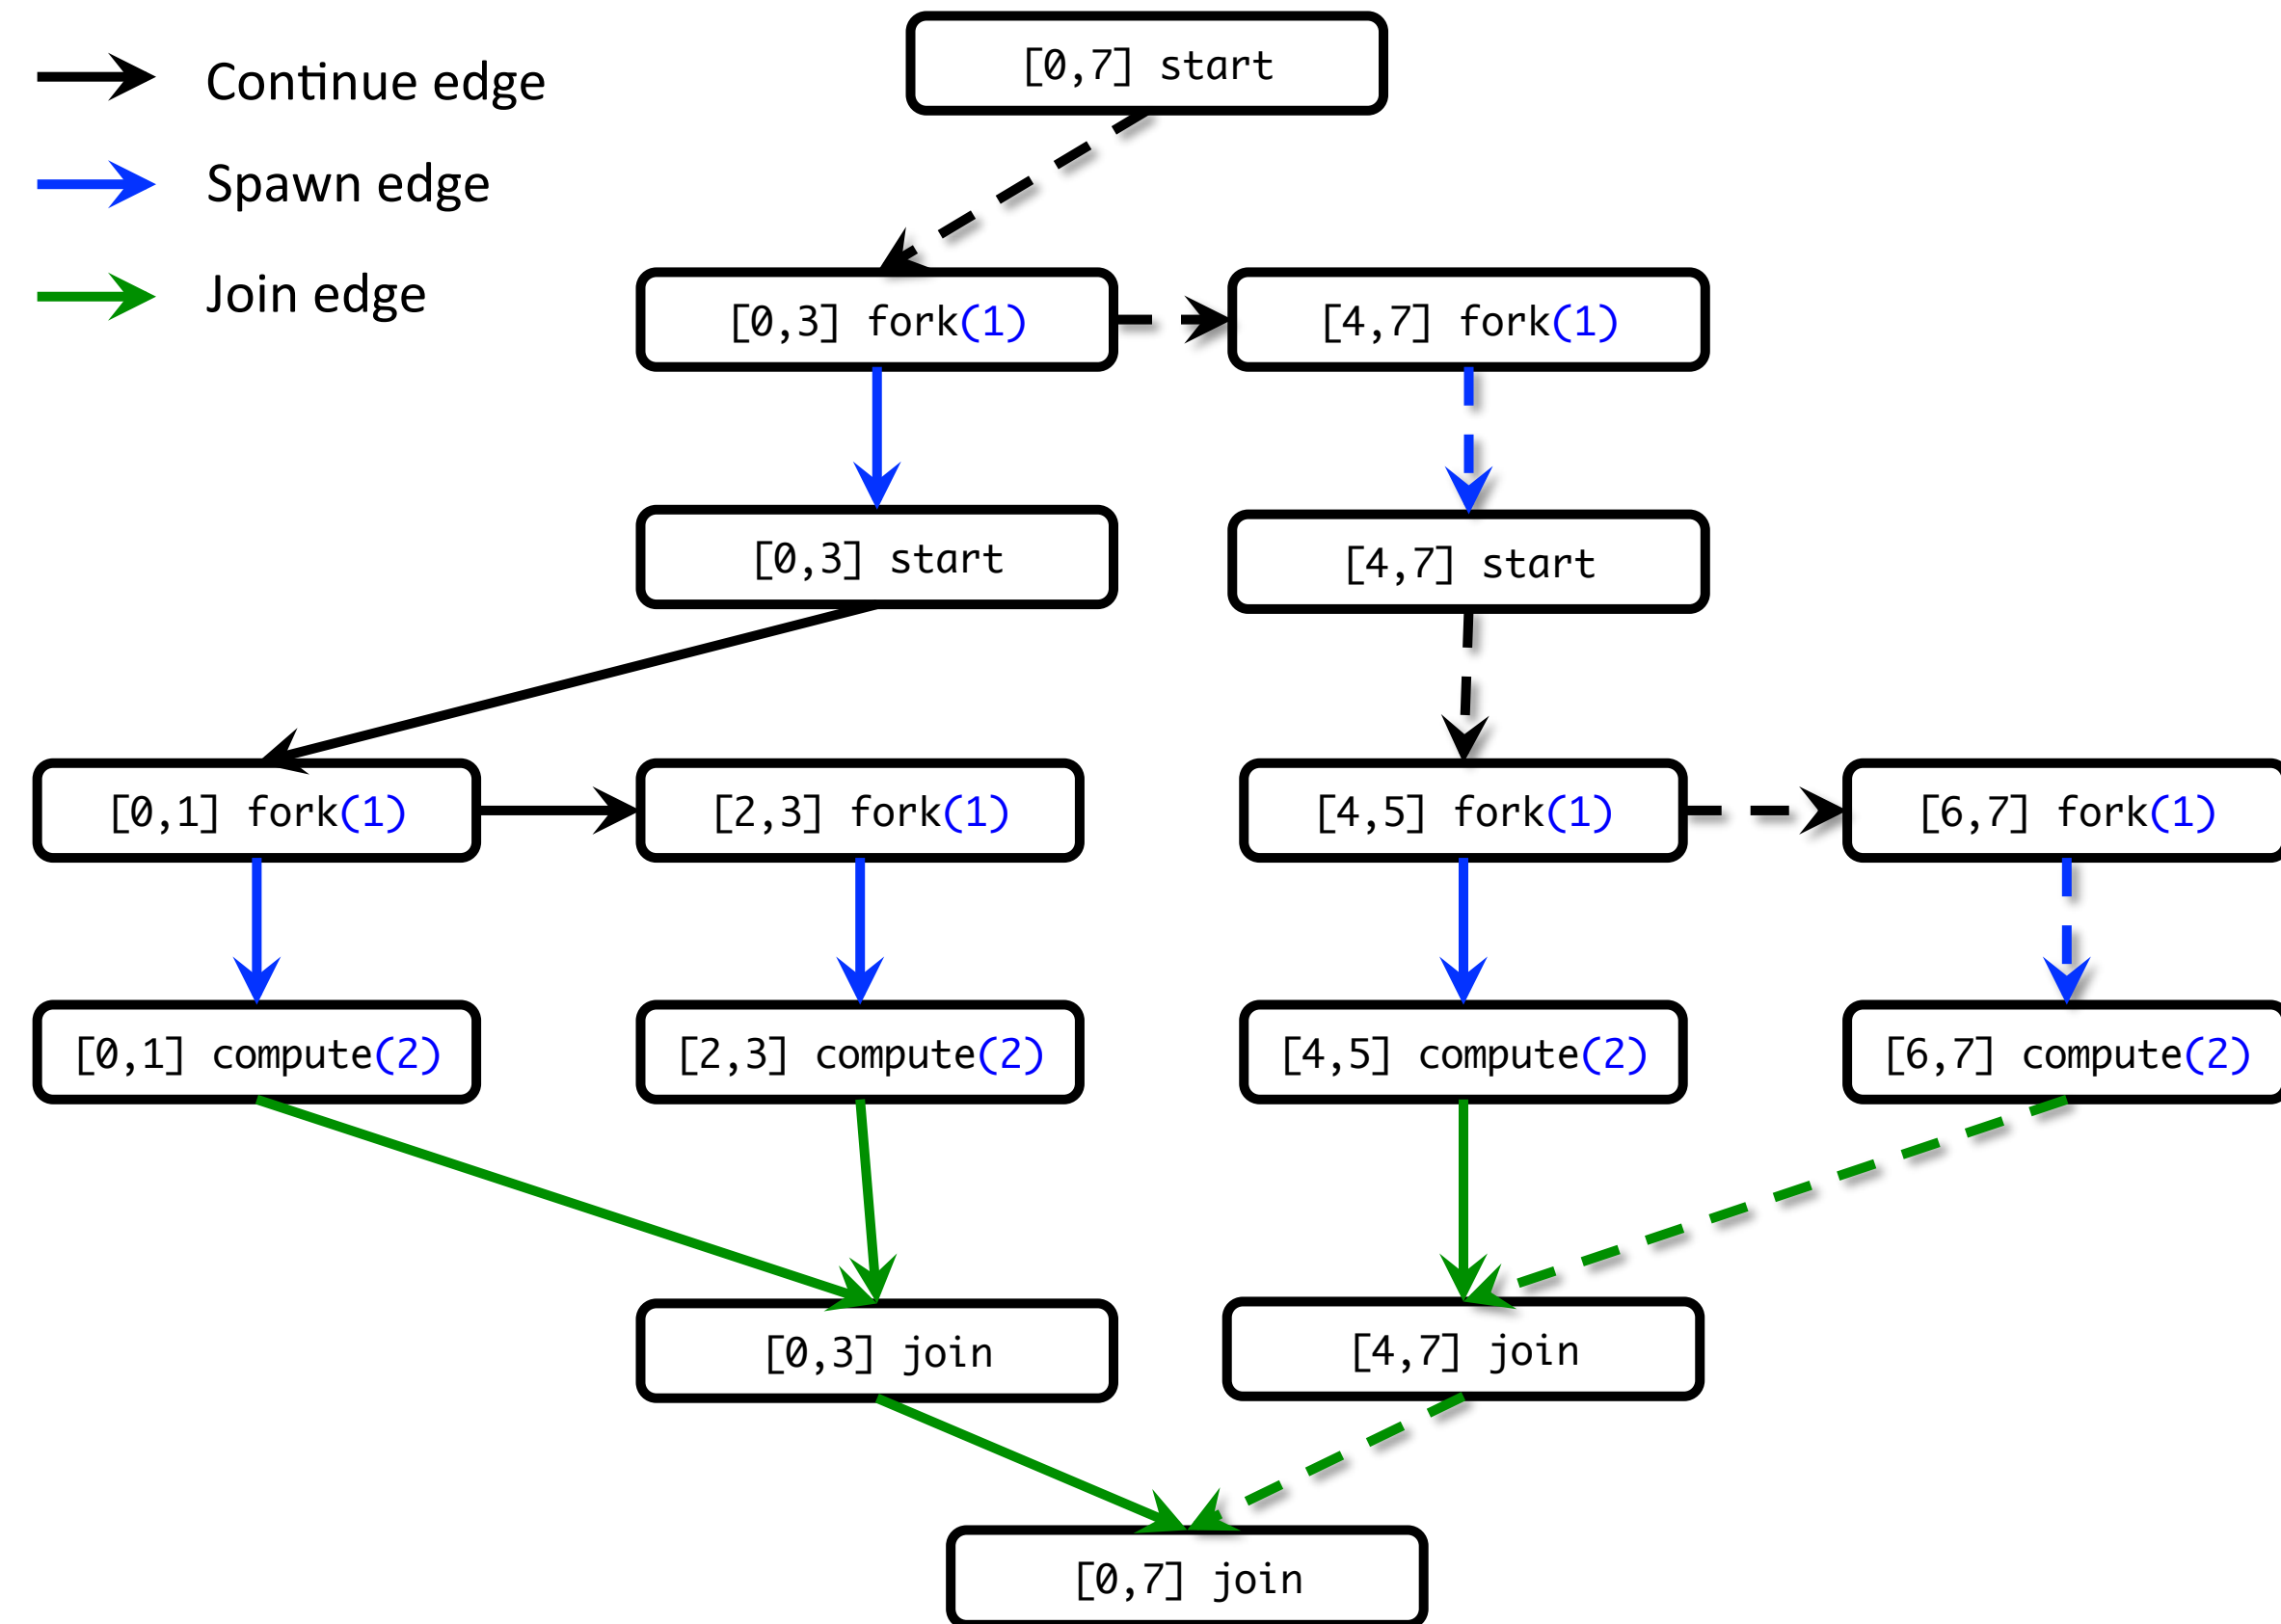 Continue edge
Spawn edge
Join edge
[0,7] start
[0,3] fork(1)
[4,7] fork(1)
[0,3] start
[4,7] start
[0,1] fork(1)
[2,3] fork(1)
[4,5] fork(1)
[6,7] fork(1)
[0,1] compute(2)
[2,3] compute(2)
[4,5] compute(2)
[6,7] compute(2)
[0,3] join
[4,7] join
[0,7] join